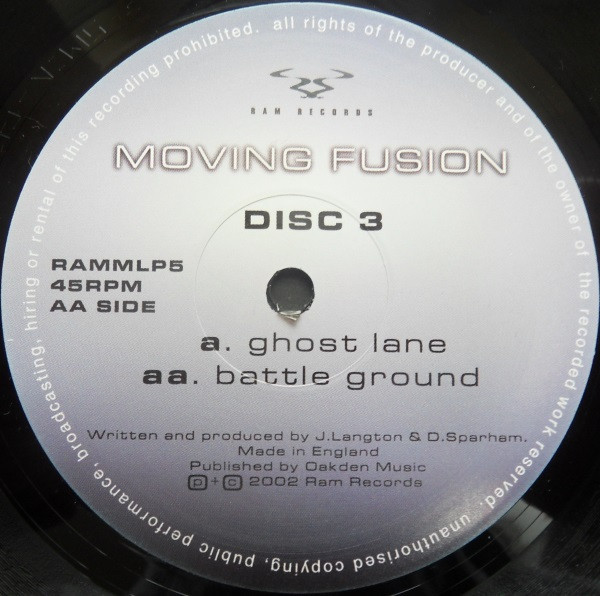 all rights of the producer and of the owner of the recorded work reserved. unauthorised copying, public performance, broadcasting, hiring or rental of this recording prohibited.
RAM RECORDS
MOVING FUSION
DISC 3
RAMMLP5
45RPM
AA SIDE
a. ghost lane
aa. battle ground
Written and produced by J.Langton & D.Sparham.
Made in England
Published by Oakden Music
p + c 2002 Ram Records